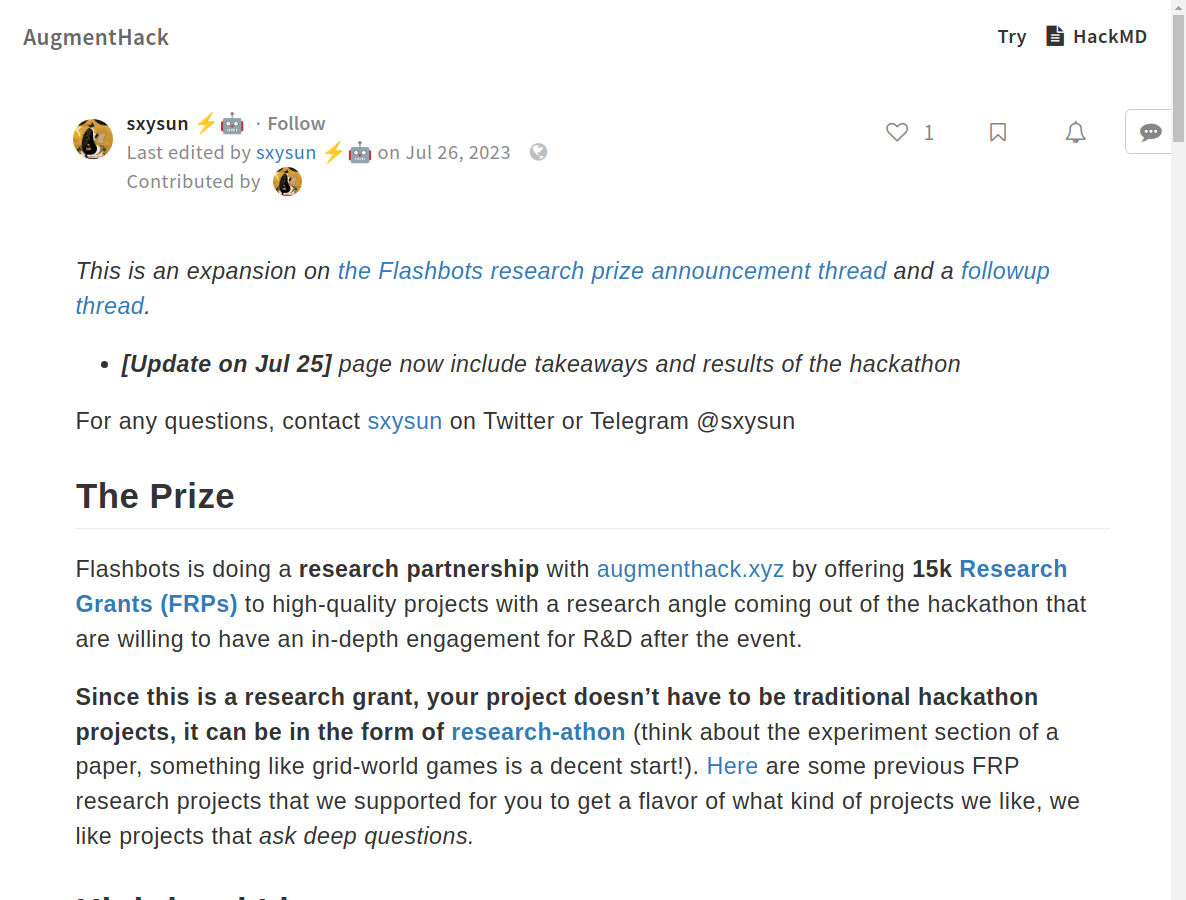 AugmentHack
Try HackMD
sxysun ⚡🤖 · Follow
Last edited by sxysun ⚡🤖 on Jul 26, 2023
Contributed by
1
This is an expansion on the Flashbots research prize announcement thread and a followup
thread.
• [Update on Jul 25] page now include takeaways and results of the hackathon
For any questions, contact sxysun on Twitter or Telegram @sxysun
The Prize
Flashbots is doing a research partnership with augmenthack.xyz by offering 15k Research
Grants (FRPs) to high-quality projects with a research angle coming out of the hackathon that
are willing to have an in-depth engagement for R&D after the event.
Since this is a research grant, your project doesn’t have to be traditional hackathon
projects, it can be in the form of research-athon (think about the experiment section of a
paper, something like grid-world games is a decent start!). Here are some previous FRP
research projects that we supported for you to get a flavor of what kind of projects we like, we
like projects that ask deep questions.